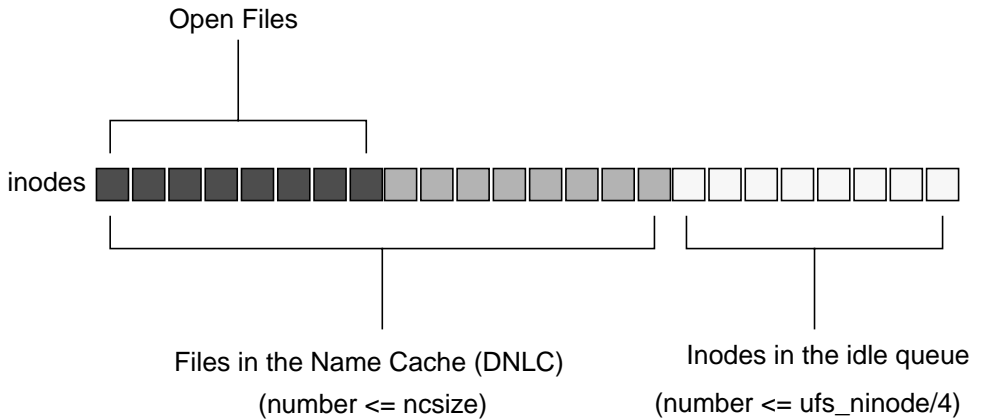 Open Files
inodes
Files in the Name Cache (DNLC)
(number <= ncsize)
Inodes in the idle queue
(number <= ufs_ninode/4)